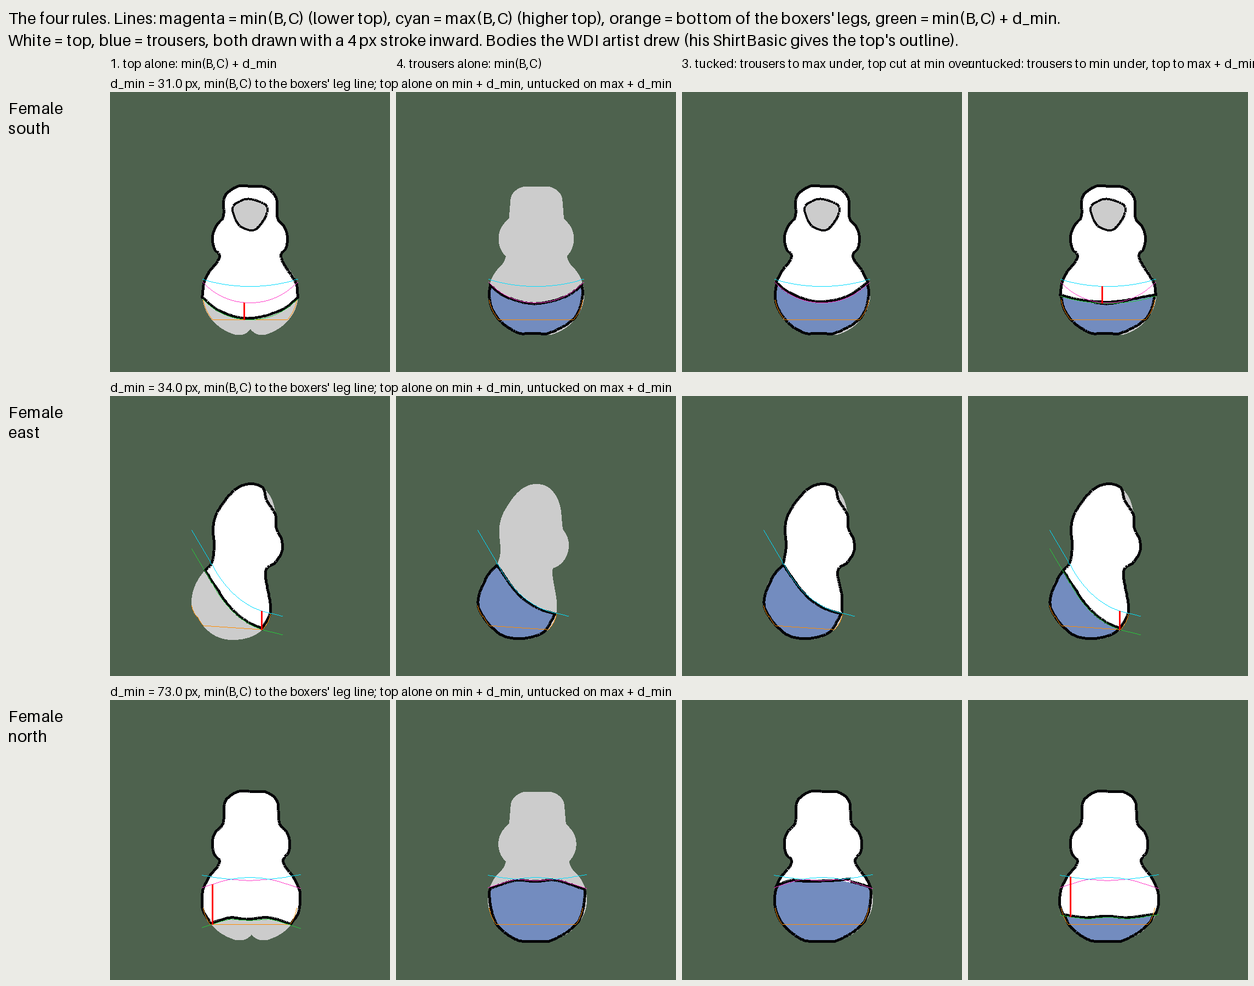 The four rules. Lines: magenta = min(B,C) (lower top), cyan = max(B,C) (higher top), orange = bottom of the boxers' legs, green = min(B,C) + d_min.
White = top, blue = trousers, both drawn with a 4 px stroke inward. Bodies the WDI artist drew (his ShirtBasic gives the top's outline).
1. top alone: min(B,C) + d_min
4. trousers alone: min(B,C)
3. tucked: trousers to max under, top cut at min over
untucked: trousers to min under, top to max + d_min
d_min = 31.0 px, min(B,C) to the boxers' leg line; top alone on min + d_min, untucked on max + d_min
Female
south
d_min = 34.0 px, min(B,C) to the boxers' leg line; top alone on min + d_min, untucked on max + d_min
Female
east
d_min = 73.0 px, min(B,C) to the boxers' leg line; top alone on min + d_min, untucked on max + d_min
Female
north